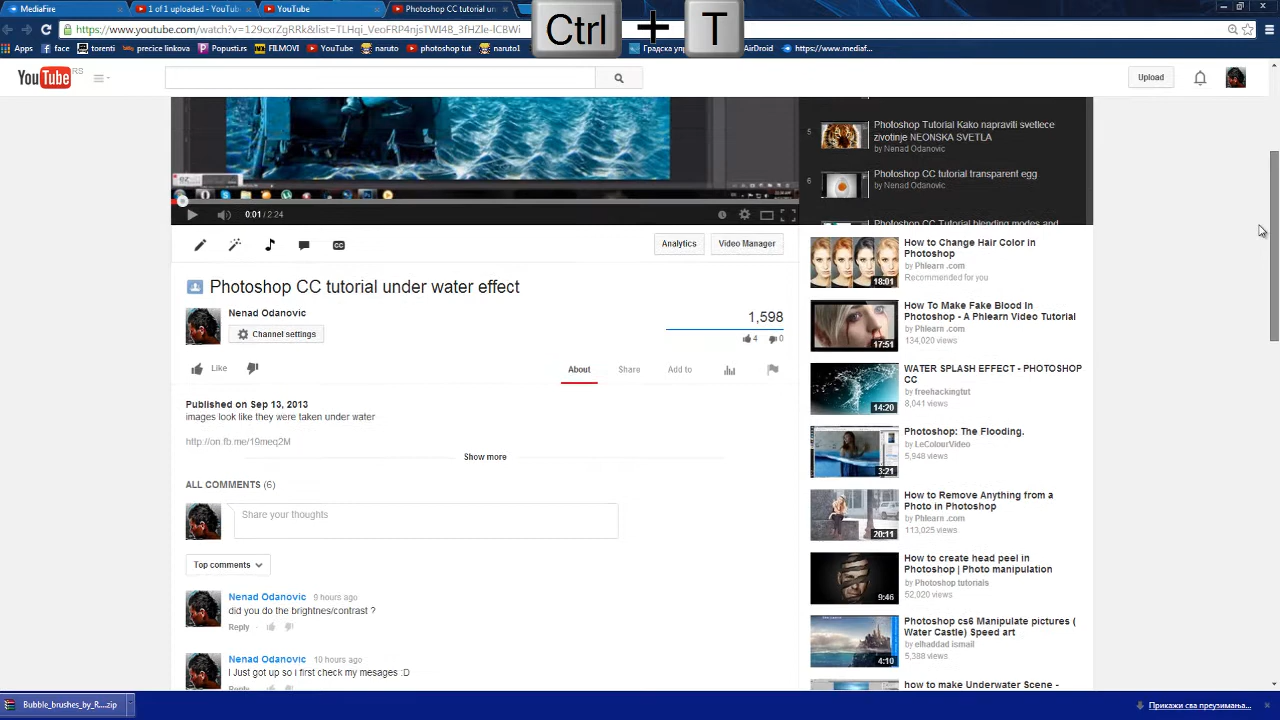 MediaFire
1 of 1 uploaded - YouTube
YouTube
Photoshop CC tutorial un
Ctrl + T
https://www.youtube.com/watch?v=129cxrZgRRk&list=TLHqi_VeoFRP4njsTWI4B_3fHZle-ICBWi
Apps
face
torenti
precice linkova
Popusti.rs
FILMOVI
YouTube
naruto
photoshop tut
naruto1
Градска упр
AirDroid
https://www.mediaf...
YouTube RS
Upload
5
Photoshop Tutorial Kako napraviti svetlece
zivotinje NEONSKA SVETLA
by Nenad Odanovic
6
Photoshop CC tutorial transparent egg
by Nenad Odanovic
Photoshop CC Tutorial blending modes and
0:01 / 2:24
Analytics
Video Manager
Photoshop CC tutorial under water effect
Nenad Odanovic
Channel settings
1,598
4
0
Like
About
Share
Add to
Published on Sep 13, 2013
images look like they were taken under water
http://on.fb.me/19meq2M
Show more
ALL COMMENTS (6)
Share your thoughts
Top comments
Nenad Odanovic 9 hours ago
did you do the brightnes/contrast ?
Reply
Nenad Odanovic 10 hours ago
I Just got up so i first check my mesages :D
Reply
How to Change Hair Color in
Photoshop
by Phlearn .com
Recommended for you
18:01
How To Make Fake Blood In
Photoshop - A Phlearn Video Tutorial
by Phlearn .com
134,020 views
17:51
WATER SPLASH EFFECT - PHOTOSHOP
CC
by freehackingtut
8,041 views
14:20
Photoshop: The Flooding.
by LeColourVideo
5,948 views
3:21
How to Remove Anything from a
Photo in Photoshop
by Phlearn .com
113,025 views
20:11
How to create head peel in
Photoshop | Photo manipulation
by Photoshop tutorials
52,020 views
9:46
Photoshop cs6 Manipulate pictures (
Water Castle) Speed art
by elhaddad ismail
5,388 views
4:10
how to make Underwater Scene -
Bubble_brushes_by_R....zip
Прикажи сва преузимања...